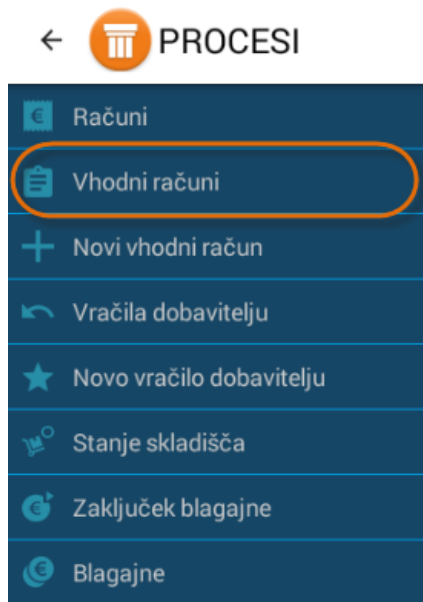 PROCESI
Računi
Vhodni računi
Novi vhodni račun
Vračila dobavitelju
Novo vračilo dobavitelju
Stanje skladišča
Zaključek blagajne
Blagajne